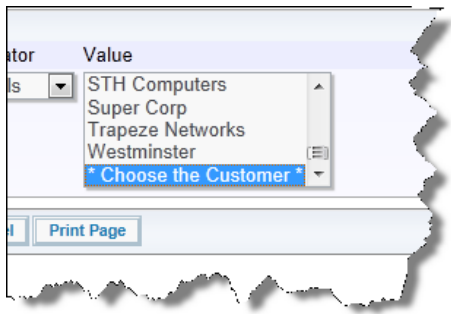 ator Value
ls STH Computers
Super Corp
Trapeze Networks
Westminster
* Choose the Customer *
el Print Page